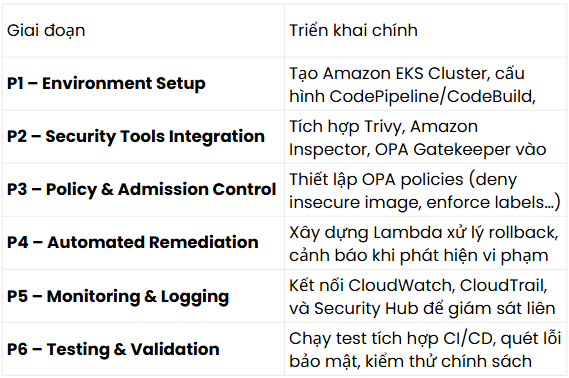 Giai đoạn
Triển khai chính
P1 – Environment Setup
Tạo Amazon EKS Cluster, cấu
hình CodePipeline/CodeBuild,
P2 – Security Tools Integration
Tích hợp Trivy, Amazon
Inspector, OPA Gatekeeper vào
P3 – Policy & Admission Control
Thiết lập OPA policies (deny
insecure image, enforce labels…)
P4 – Automated Remediation
Xây dựng Lambda xử lý rollback,
cảnh báo khi phát hiện vi phạm
P5 – Monitoring & Logging
Kết nối CloudWatch, CloudTrail,
và Security Hub để giám sát liên
P6 – Testing & Validation
Chạy test tích hợp CI/CD, quét lỗi
bảo mật, kiểm thử chính sách